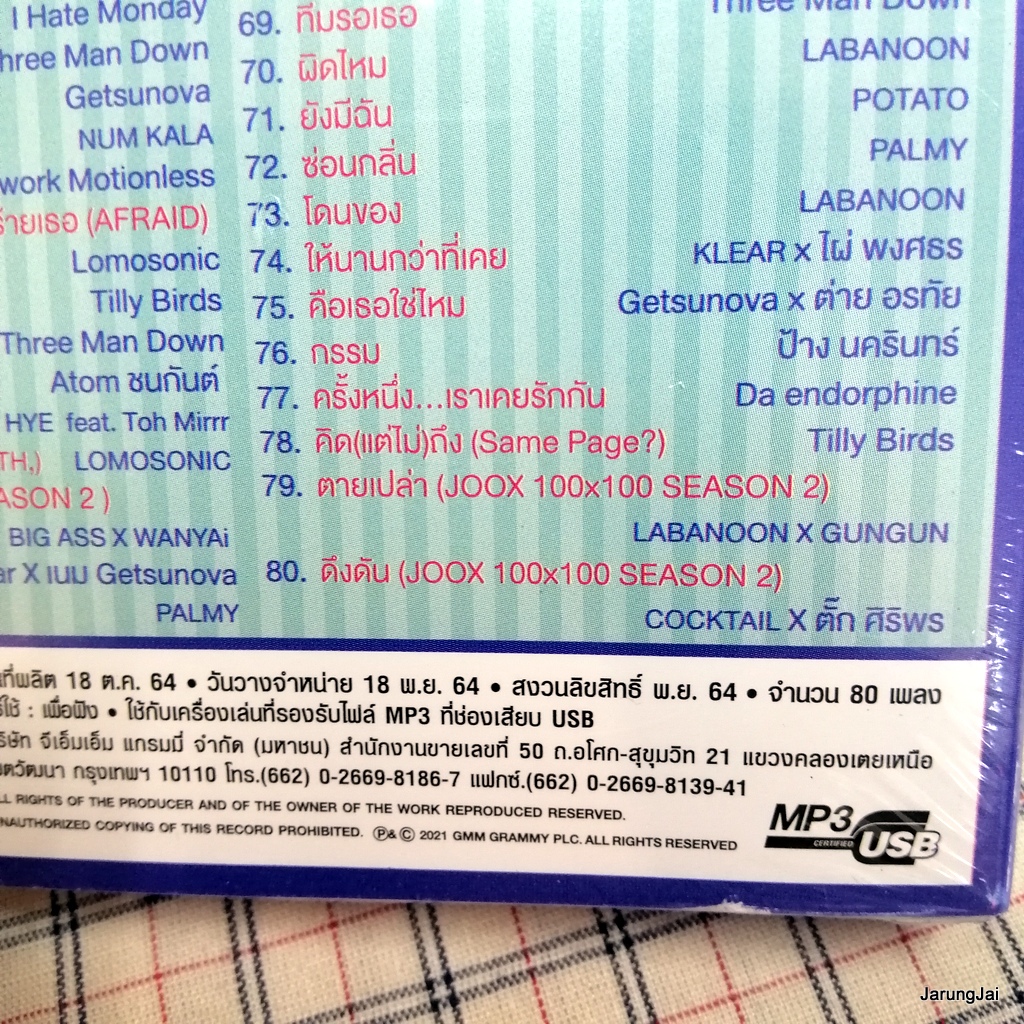 I Hate Monday
Three Man Down
Getsunova
NUM KALA
work Motionless
ร้ายเธอ (AFRAID)
Lomosonic
Tilly Birds
Three Man Down
Atom ชนกันต์
HYE feat. Toh Mirrr
TH,) LOMOSONIC
ASON 2 )
BIG ASS X WANYAi
ar X เนม Getsunova
PALMY
Three Man Down
69. ทีมรอเธอ LABANOON
70. ผิดไหม POTATO
71. ยังมีฉัน PALMY
72. ซ่อนกลิ่น
73. โดนของ LABANOON
74. ให้นานกว่าที่เคย KLEAR x ไผ่ พงศธร
75. คือเธอใช่ไหม Getsunova x ต่าย อรทัย
76. กรรม ป้าง นครินทร์
77. ครั้งหนึ่ง...เราเคยรักกัน Da endorphine
78. คิด(แต่ไม่)ถึง (Same Page?) Tilly Birds
79. ตายเปล่า (JOOX 100x100 SEASON 2)
LABANOON X GUNGUN
80. ดึงดัน (JOOX 100x100 SEASON 2)
COCKTAIL X ตั๊ก ศิริพร
ที่ผลิต 18 ต.ค. 64 • วันวางจำหน่าย 18 พ.ย. 64 • สงวนลิขสิทธิ์ พ.ย. 64 • จำนวน 80 เพลง
ใช้ : เพื่อฟัง • ใช้กับเครื่องเล่นที่รองรับไฟล์ MP3 ที่ช่องเสียบ USB
ริษัท จีเอ็มเอ็ม แกรมมี่ จำกัด (มหาชน) สำนักงานขายเลขที่ 50 ถ.อโศก-สุขุมวิท 21 แขวงคลองเตยเหนือ
ตวัฒนา กรุงเทพฯ 10110 โทร.(662) 0-2669-8186-7 แฟกซ์.(662) 0-2669-8139-41
LL RIGHTS OF THE PRODUCER AND OF THE OWNER OF THE WORK REPRODUCED RESERVED.
NAUTHORIZED COPYING OF THIS RECORD PROHIBITED. Ⓟ&Ⓒ 2021 GMM GRAMMY PLC. ALL RIGHTS RESERVED
MP3
CERTIFIED USB
JarungJai